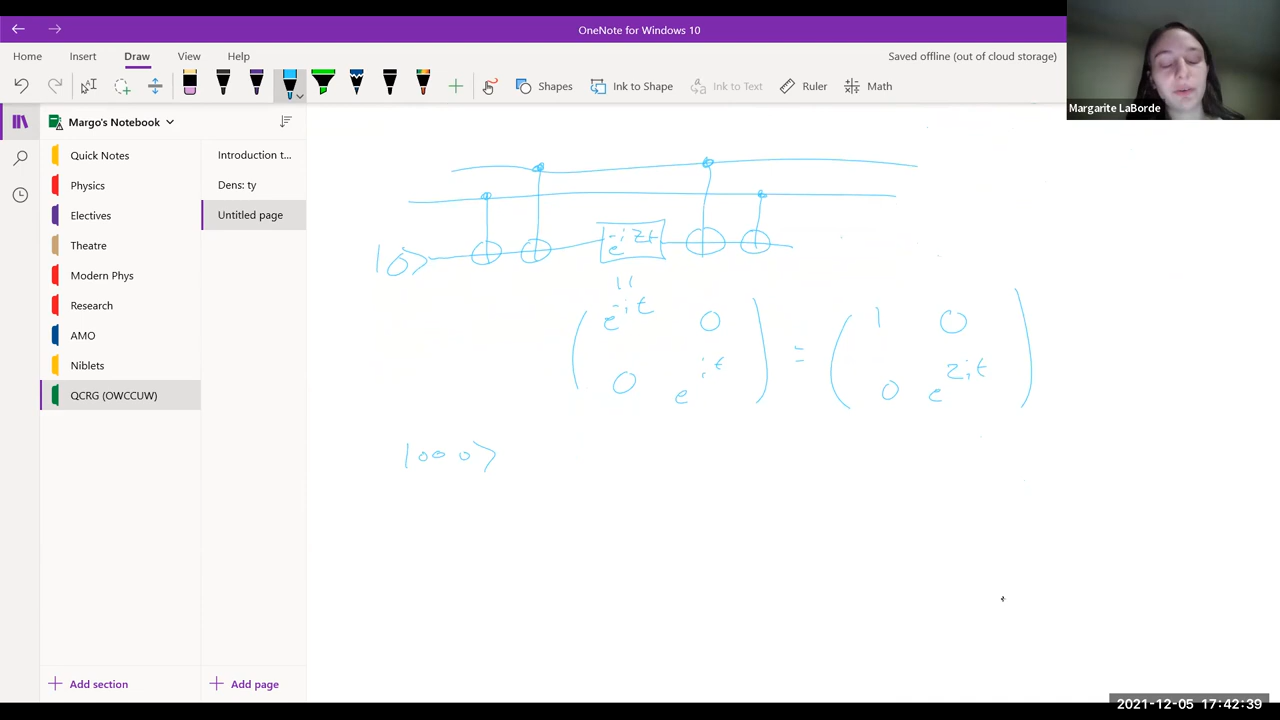 OneNote for Windows 10
Home Insert Draw View Help
Saved offline (out of cloud storage)
Shapes Ink to Shape Ink to Text Ruler Math
Margarite LaBorde
Margo's Notebook
Quick Notes
Physics
Electives
Theatre
Modern Phys
Research
AMO
Niblets
QCRG (OWCCUW)
Introduction t...
Dens: ty
Untitled page
|0⟩
e^{-iZt}
=
( e^{-it} 0 ) = ( 1 0 )
( 0 e^{it} ) ( 0 e^{2it} )
|000⟩
Add section
Add page
2021-12-05 17:42:39